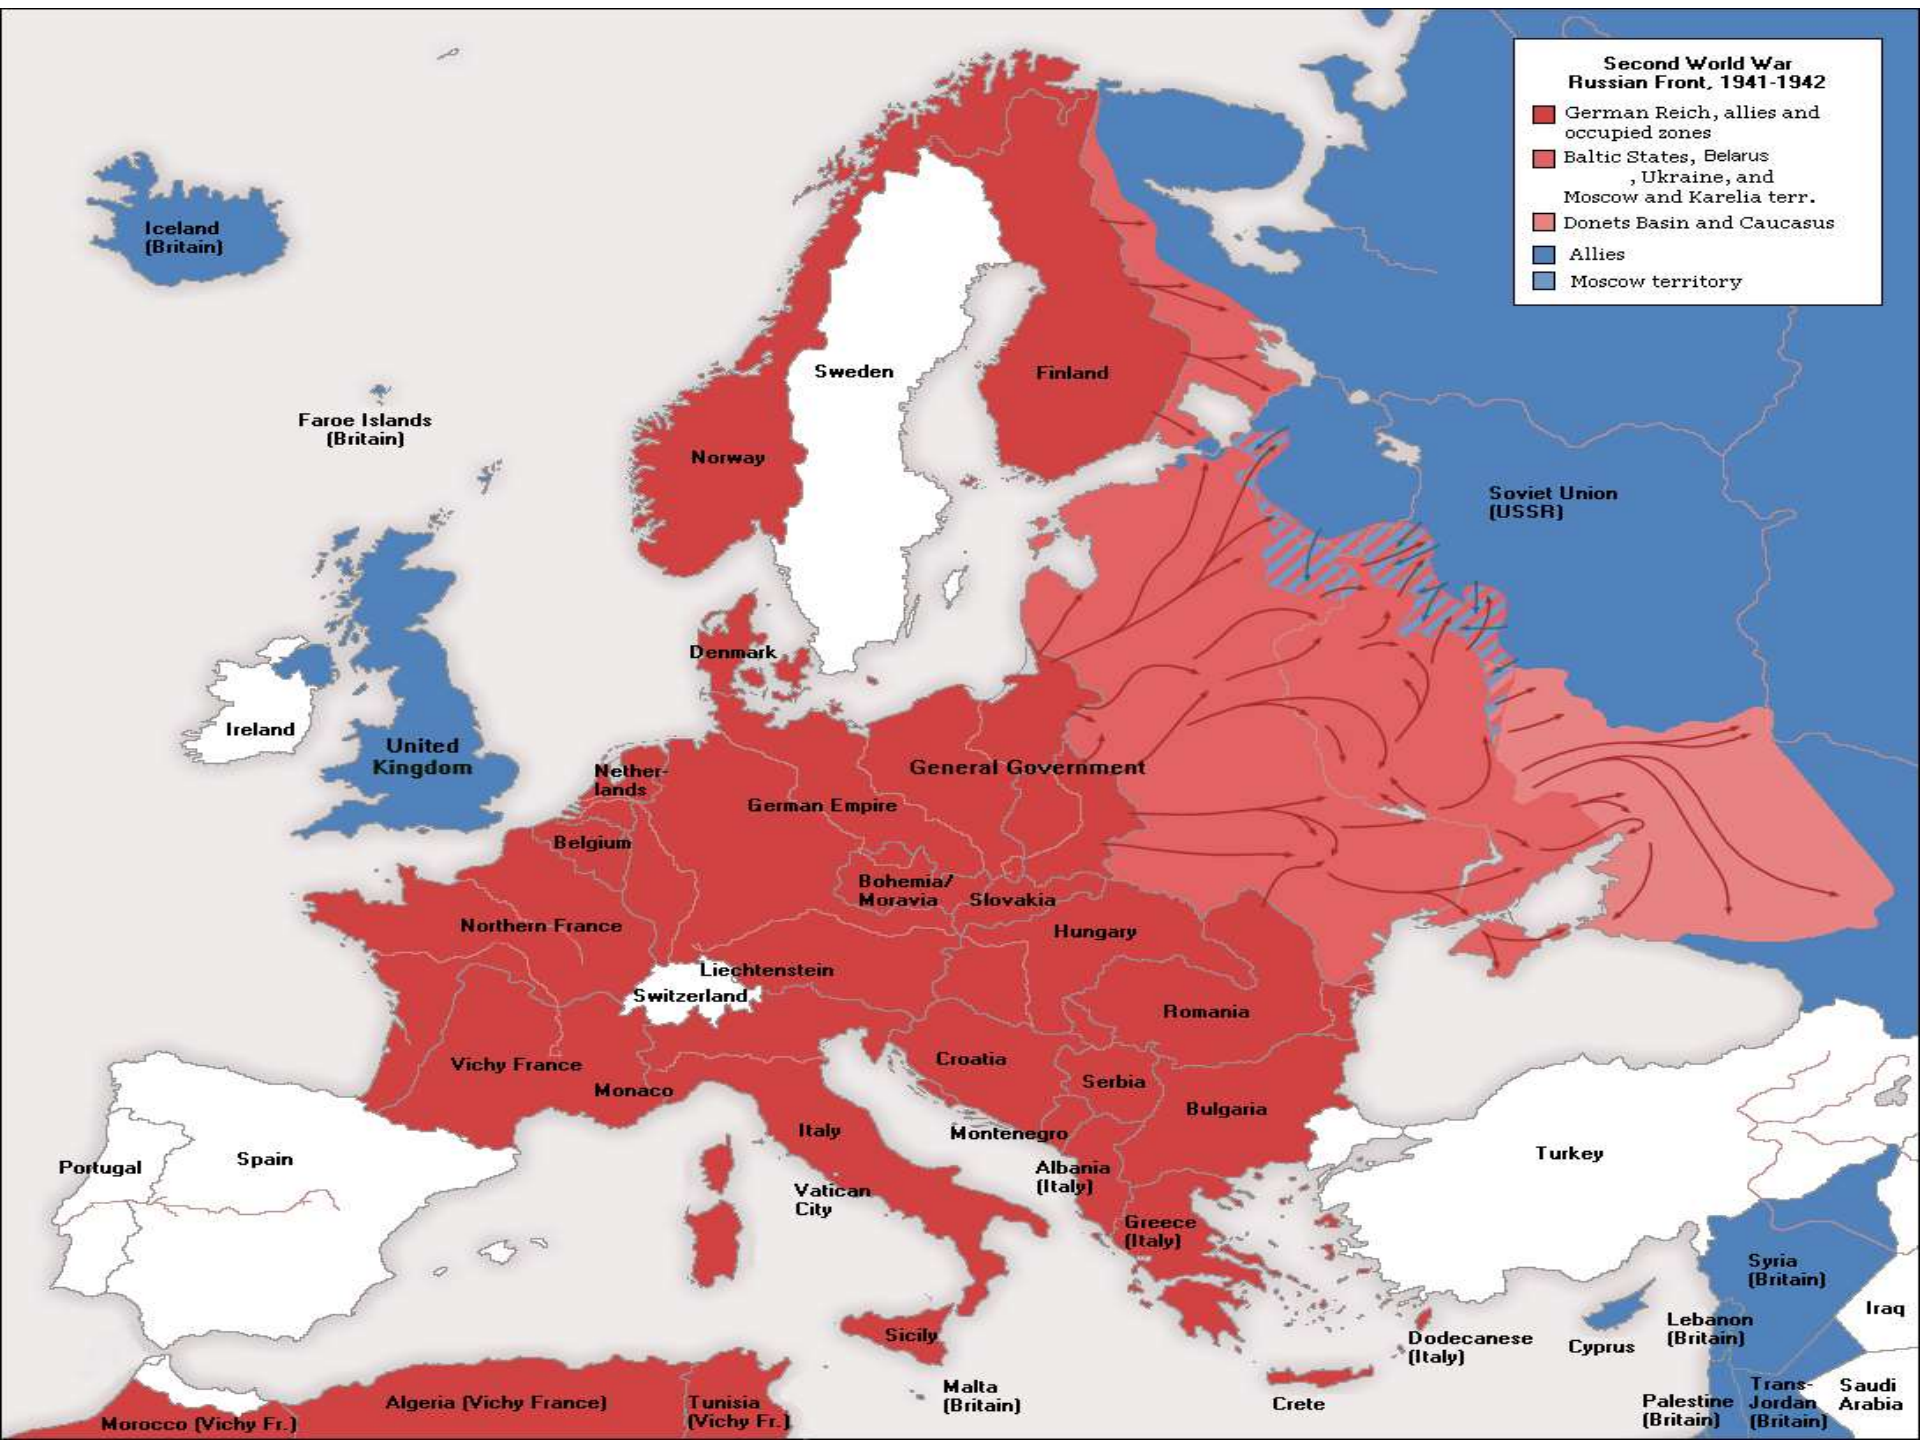 Second World War
Russian Front, 1941-1942
German Reich, allies and
occupied zones
Baltic States, Belarus
, Ukraine, and
Moscow and Karelia terr.
Donets Basin and Caucasus
Allies
Moscow territory
Iceland
(Britain)
Faroe Islands
(Britain)
Sweden
Finland
Norway
Soviet Union
(USSR)
Denmark
Ireland
United
Kingdom
Nether-
lands
General Government
German Empire
Belgium
Bohemia/
Moravia
Slovakia
Northern France
Hungary
Liechtenstein
Switzerland
Romania
Vichy France
Croatia
Monaco
Serbia
Bulgaria
Italy
Montenegro
Portugal
Spain
Turkey
Albania
(Italy)
Vatican
City
Greece
(Italy)
Syria
(Britain)
Iraq
Sicily
Dodecanese
(Italy)
Cyprus
Lebanon
(Britain)
Malta
(Britain)
Crete
Palestine
(Britain)
Trans-
Jordan
(Britain)
Saudi
Arabia
Morocco (Vichy Fr.)
Algeria (Vichy France)
Tunisia
(Vichy Fr.)